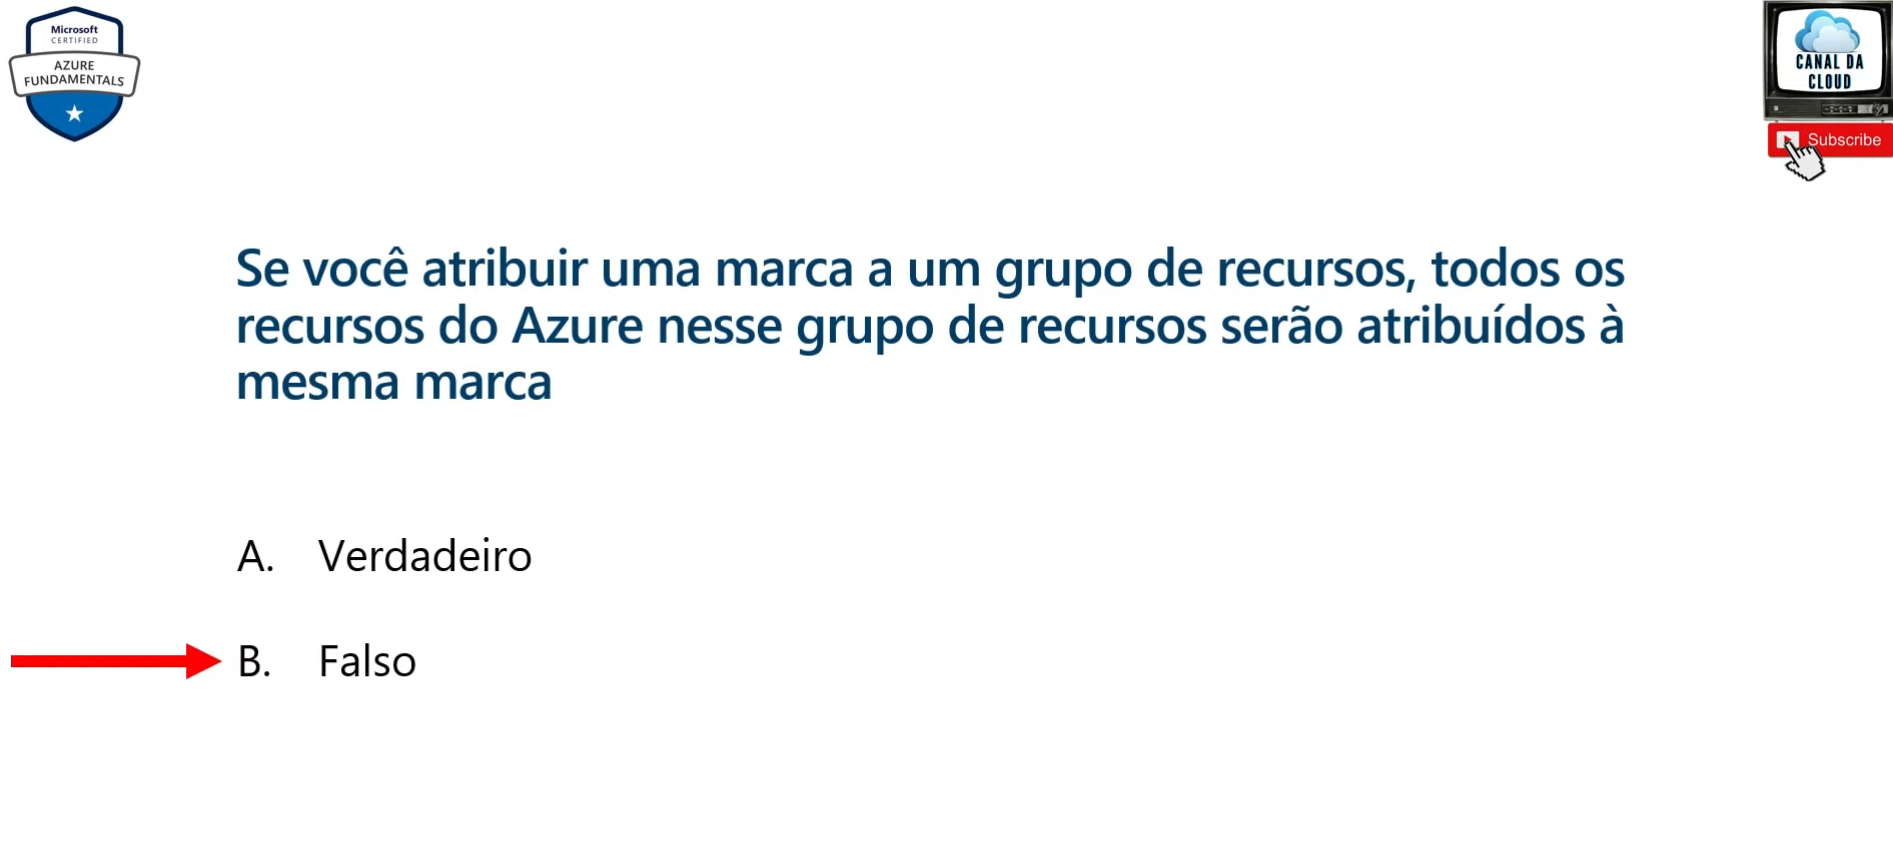 Microsoft
CERTIFIED
AZURE
FUNDAMENTALS
CANAL DA
CLOUD
Subscribe
Se você atribuir uma marca a um grupo de recursos, todos os
recursos do Azure nesse grupo de recursos serão atribuídos à
mesma marca
A. Verdadeiro
B. Falso